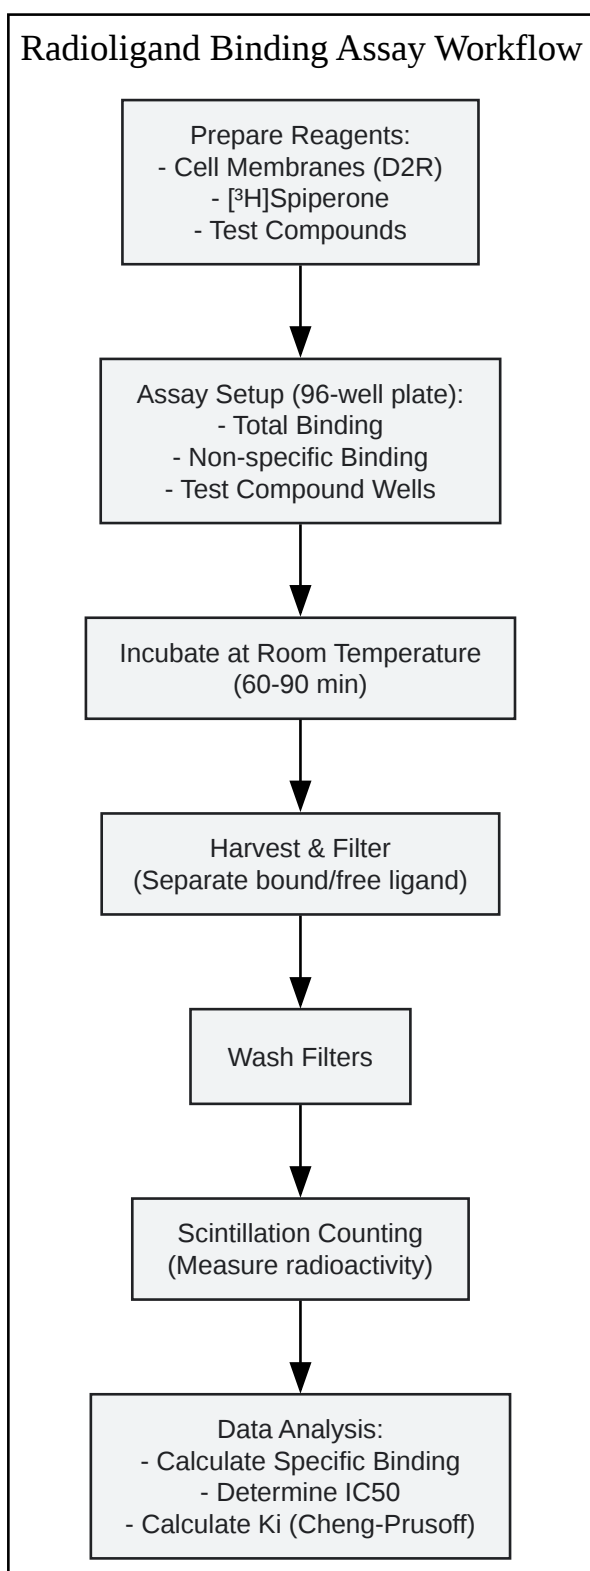 Radioligand Binding Assay Workflow
Prepare Reagents:
- Cell Membranes (D2R)
- [³H]Spiperone
- Test Compounds
Assay Setup (96-well plate):
- Total Binding
- Non-specific Binding
- Test Compound Wells
Incubate at Room Temperature
(60-90 min)
Harvest & Filter
(Separate bound/free ligand)
Wash Filters
Scintillation Counting
(Measure radioactivity)
Data Analysis:
- Calculate Specific Binding
- Determine IC50
- Calculate Ki (Cheng-Prusoff)